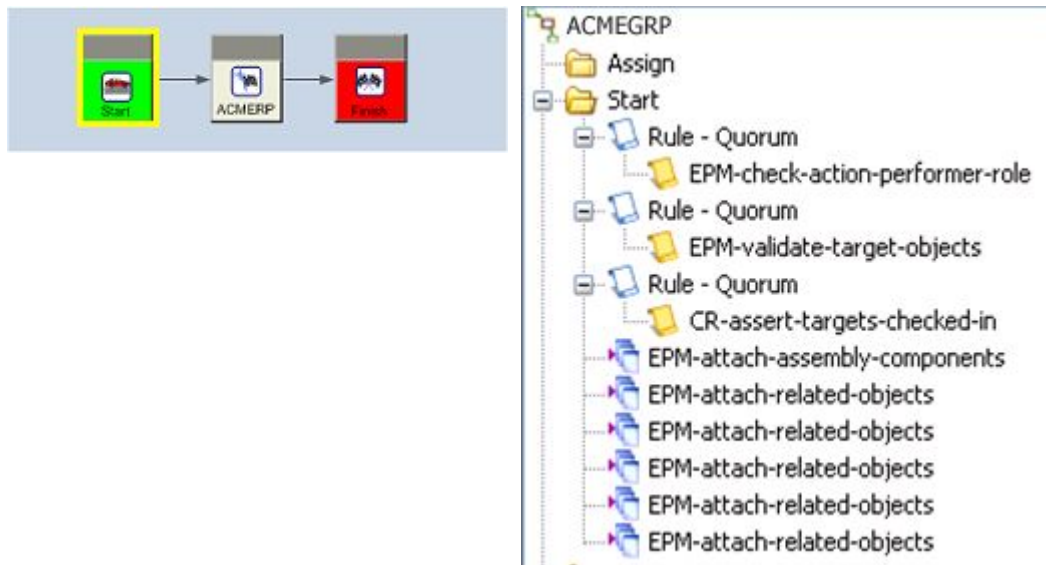 Start
ACMERP
Finish
ACMEGRP
Assign
Start
Rule - Quorum
EPM-check-action-performer-role
Rule - Quorum
EPM-validate-target-objects
Rule - Quorum
CR-assert-targets-checked-in
EPM-attach-assembly-components
EPM-attach-related-objects
EPM-attach-related-objects
EPM-attach-related-objects
EPM-attach-related-objects
EPM-attach-related-objects